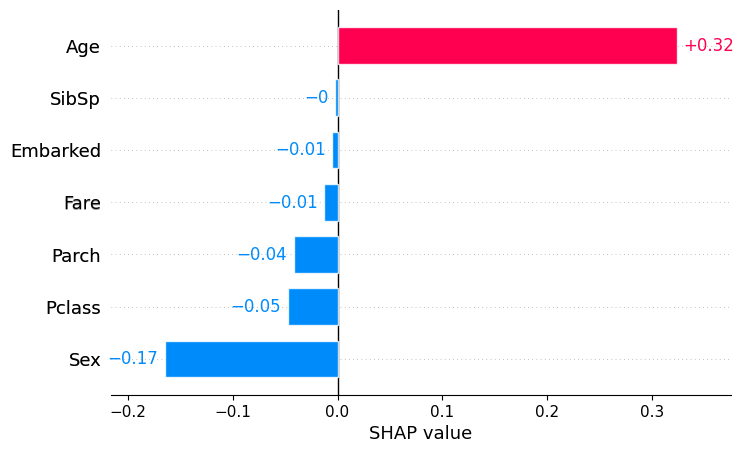 Age +0.32
SibSp −0
Embarked −0.01
Fare −0.01
Parch −0.04
Pclass −0.05
Sex −0.17
−0.2 −0.1 0.0 0.1 0.2 0.3
SHAP value